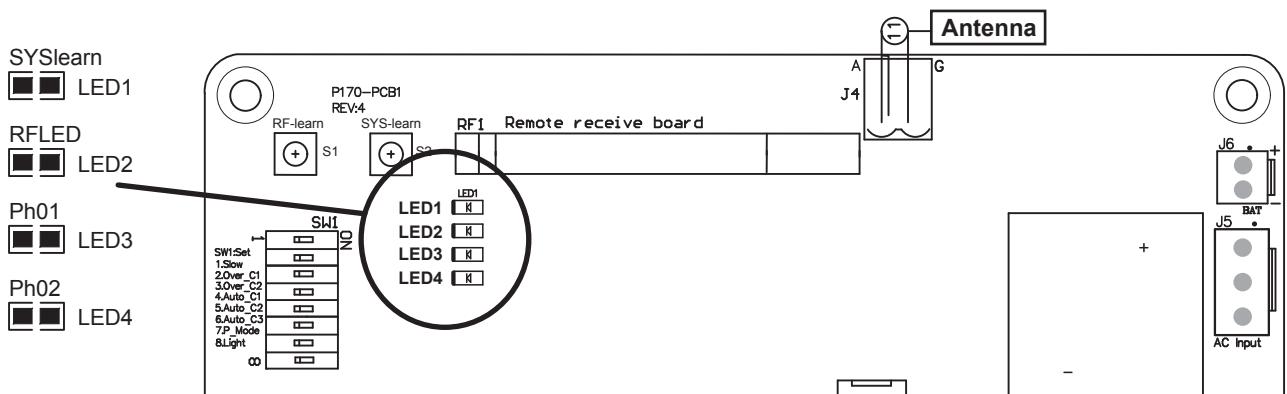 SYSlearn
LED1
RFLED
LED2
Ph01
LED3
Ph02
LED4
P170-PCB1
REV:4
RF-learn
S1
SYS-learn
S2
RF1 Remote receive board
Antenna
11
A G
J4
LED1
LED1
LED2
LED3
LED4
SW1
1
ON
SW1:Set
1.Slow
2.Over_C1
3.Over_C2
4.Auto_C1
5.Auto_C2
6.Auto_C3
7.P_Mode
8.Light
8
J6
+
-
BAT
J5
AC Input
+
-